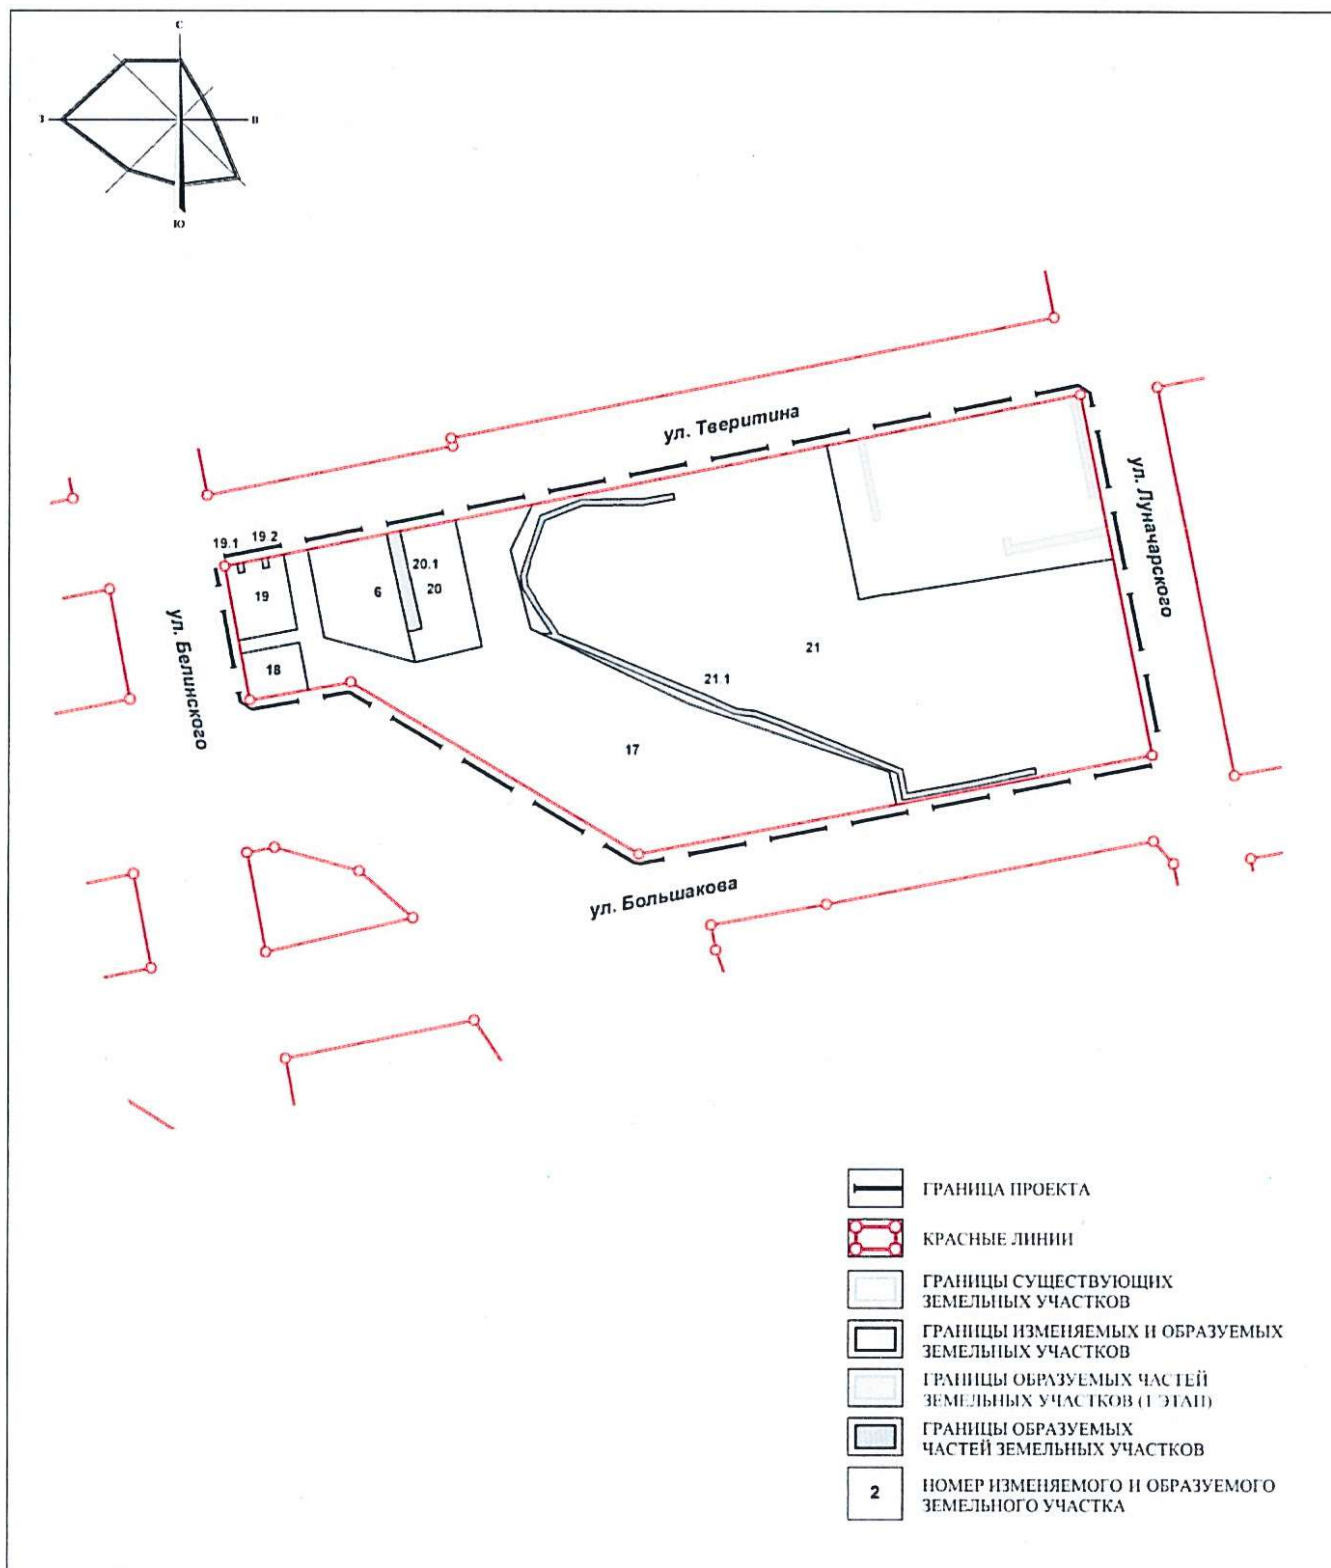 С
З
В
Ю
ул. Тверитина
ул. Луначарского
19.1
19.2
20.1
20
6
19
18
21
21.1
17
ул. Белинского
ул. Большакова
ГРАНИЦА ПРОЕКТА
КРАСНЫЕ ЛИНИИ
ГРАНИЦЫ СУЩЕСТВУЮЩИХ
ЗЕМЕЛЬНЫХ УЧАСТКОВ
ГРАНИЦЫ ИЗМЕНЯЕМЫХ И ОБРАЗУЕМЫХ
ЗЕМЕЛЬНЫХ УЧАСТКОВ
ГРАНИЦЫ ОБРАЗУЕМЫХ ЧАСТЕЙ
ЗЕМЕЛЬНЫХ УЧАСТКОВ (1 ЭТАП)
ГРАНИЦЫ ОБРАЗУЕМЫХ
ЧАСТЕЙ ЗЕМЕЛЬНЫХ УЧАСТКОВ
2
НОМЕР ИЗМЕНЯЕМОГО И ОБРАЗУЕМОГО
ЗЕМЕЛЬНОГО УЧАСТКА